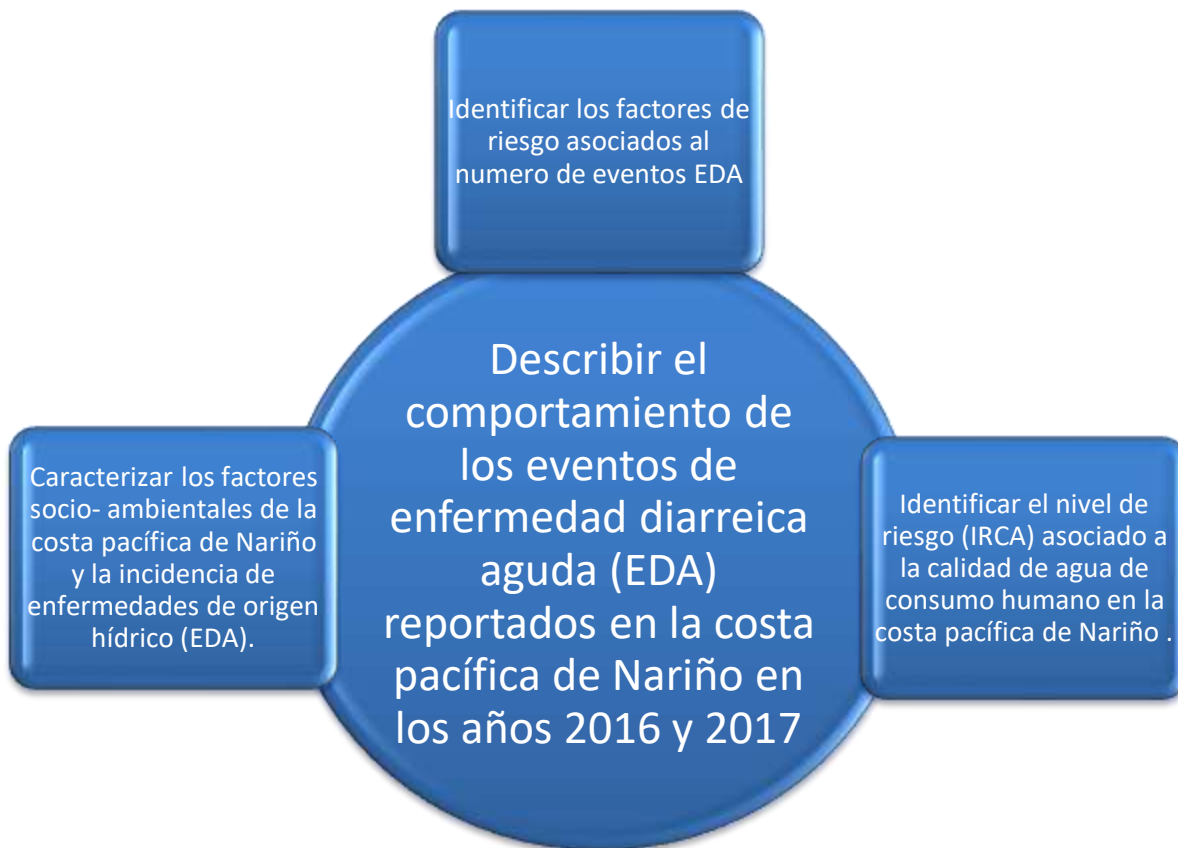 Identificar los factores de
riesgo asociados al
numero de eventos EDA
Describir el
comportamiento de
los eventos de
enfermedad diarreica
aguda (EDA)
reportados en la costa
pacífica de Nariño en
los años 2016 y 2017
Caracterizar los factores
socio- ambientales de la
costa pacífica de Nariño
y la incidencia de
enfermedades de origen
hídrico (EDA).
Identificar el nivel de
riesgo (IRCA) asociado a
la calidad de agua de
consumo humano en la
costa pacífica de Nariño .